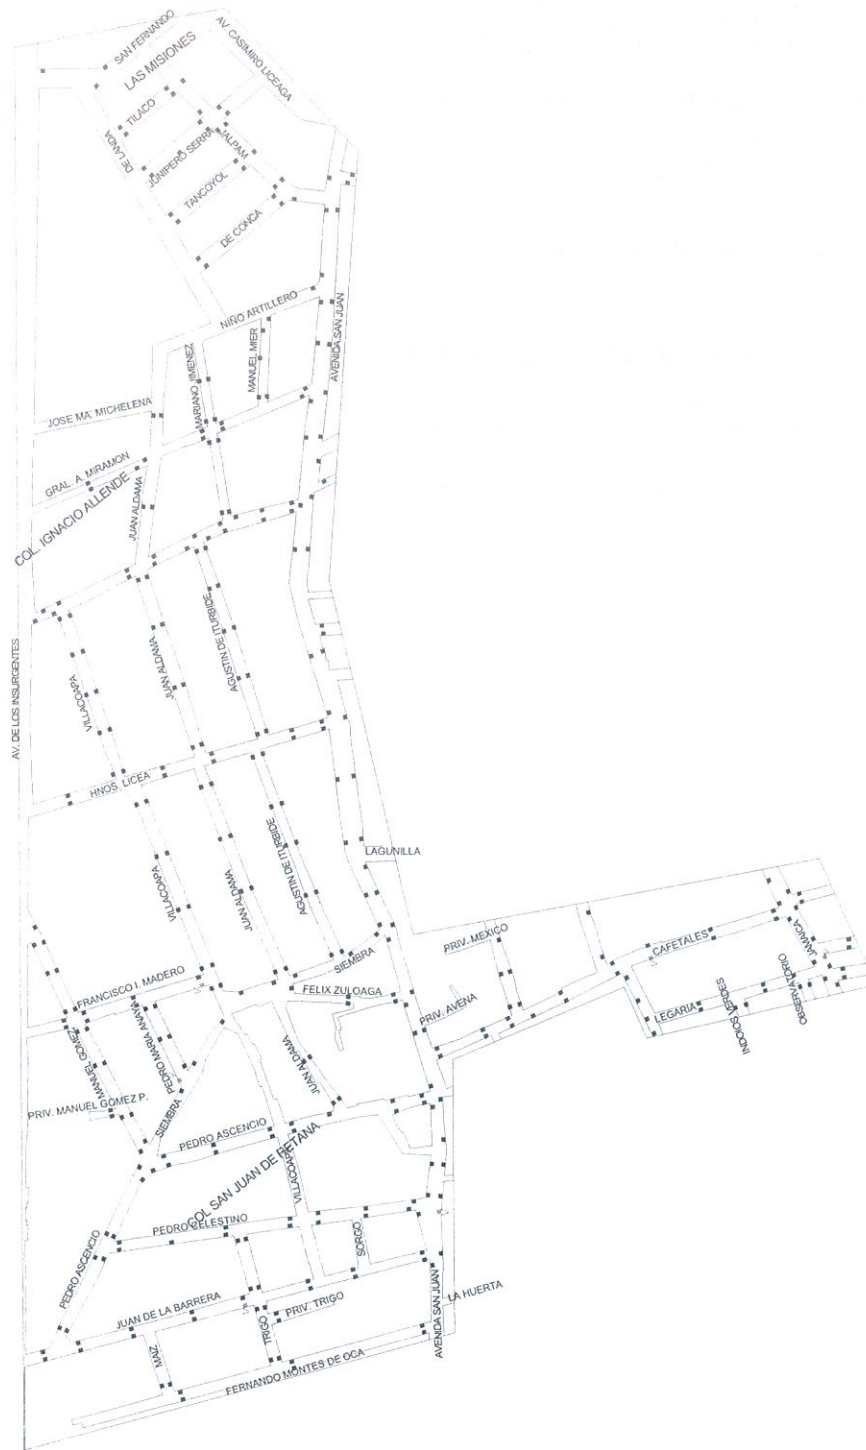 SAN FERNANDO
AV. CASIMIRO LICEAGA
LAS MISIONES
TILACO
DE LANDA
JUNIPERO SERRA
JALPAM
TANCOYOL
DE CONCA
NIÑO ARTILLERO
AVENIDA SAN JUAN
MARIANO JIMENEZ
MANUEL MIER
JOSE MA. MICHELENA
GRAL. A. MIRAMON
COL. IGNACIO ALLENDE
JUAN ALDAMA
AV. DE LOS INSURGENTES
VILLACOAPA
JUAN ALDAMA
AGUSTIN DE ITURBIDE
HNOS. LICEA
LAGUNILLA
VILLACOAPA
JUAN ALDAMA
AGUSTIN DE ITURBIDE
SIEMBRA
PRIV. MEXICO
CAFETALES
JAMAICA
FRANCISCO I. MADERO
FELIX ZULOAGA
PRIV. AVENA
LEGARIA
INDIOS VERDES
OBSERVATORIO
MANUEL GOMEZ
PEDRO MARIA ANAYA
JUAN ALDAMA
PRIV. MANUEL GOMEZ P.
SIEMBRA
PEDRO ASCENCIO
COL SAN JUAN DE RETANA
VILLACOAPA
PEDRO CELESTINO
SORGO
PEDRO ASCENCIO
JUAN DE LA BARRERA
PRIV. TRIGO
TRIGO
LA HUERTA
AVENIDA SAN JUAN
MAIZ
FERNANDO MONTES DE OCA